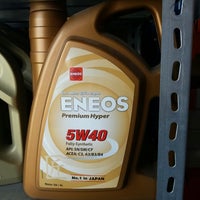 ENEOS
ENEOS
Premium Hyper
5W40
Fully Synthetic
API: SN/SM/CF
ACEA: C3, A3/B3/B4
No.1 in JAPAN